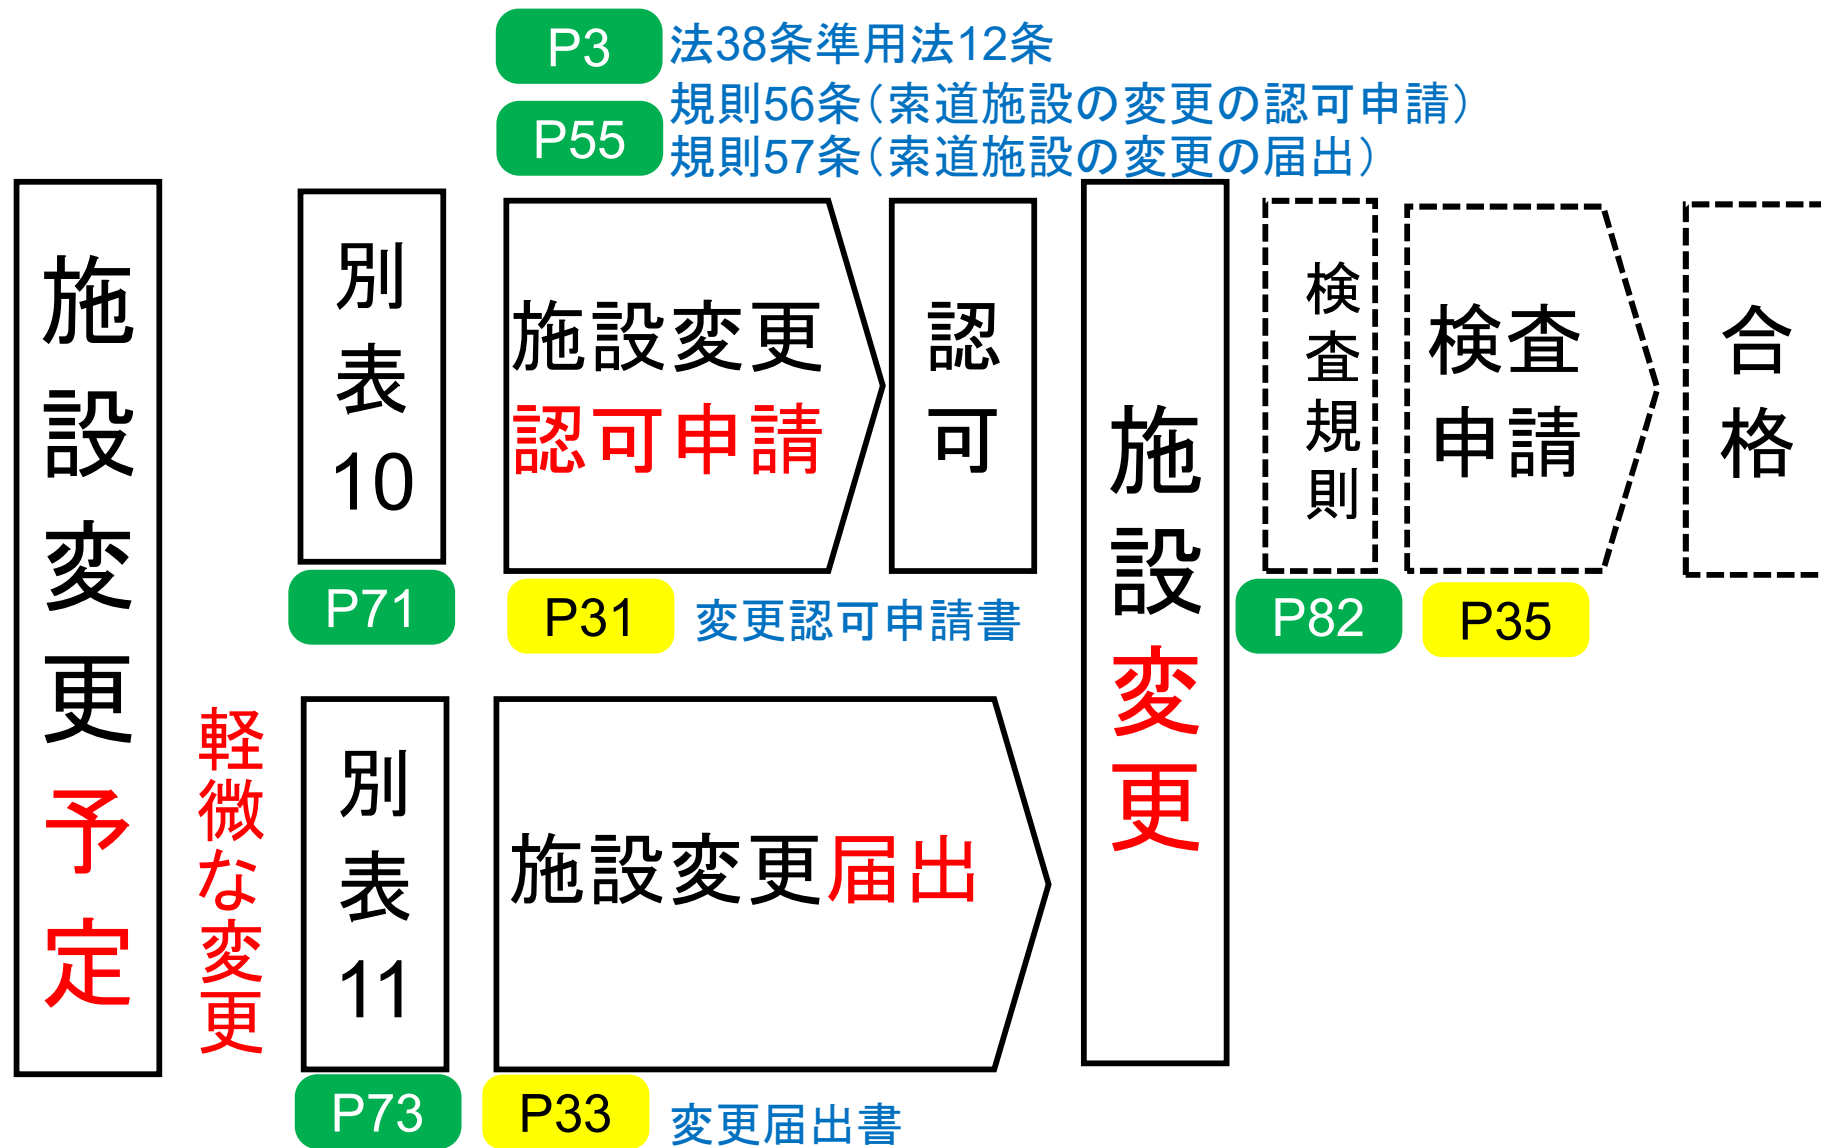 P3
法38条準用法12条
P55
規則56条（索道施設の変更の認可申請）
規則57条（索道施設の変更の届出）
施設変更予定
別表10
P71
施設変更
認可申請
P31
変更認可申請書
認可
軽微な変更
別表11
P73
施設変更届出
P33
変更届出書
施設変更
検査規則
P82
検査
申請
P35
合格